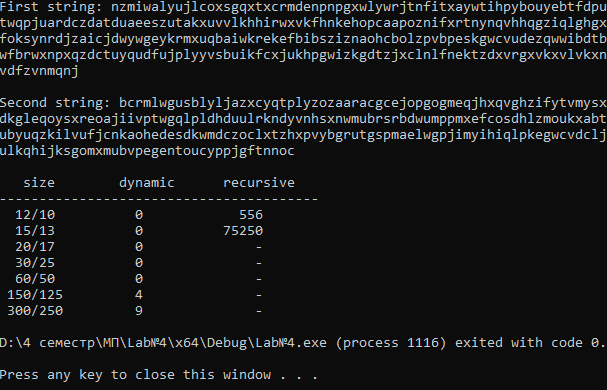 First string: nzmiwalyujlcoxsgqxtxcrmdenpnpgxwlywrjtnfitxaywtihpybouyebtfdpu
twqpjuardczdatduaeeszutakxuvvlkhhirwxvkfhnkehopcaapoznifxrtnynqvhhqgziqlghgx
foksynrdjzaicjdwywgeykrmxuqbaiwkrekefbibsziznaohcbolzpvbpeskgwcvudezqwwibdtb
wfbrwxnpxqzdctuyqudfujplyyvsbuikfcxjukhpgwizkgdtzjxclnlfnektzdxvrgxvkxvlvkxn
vdfzvnmqnj
Second string: bcrmlwgusblyljazxcyqtplyzozaaracgcejopgogmeqjhxqvghzifytvmysx
dkgleqoysxreoajiivptwgqlpldhduulrkndyvnhsxnwmubrsrbdwumppmxefcosdhlzmoukxabt
ubyuqzkilvufjcnkaohedesdkwmdczoclxtzhxpvybgrutgspmaelwgpjimyihiqlpkegwcvdclj
ulkqhijksgomxmubvpegentoucyppjgftnnoc
size dynamic recursive
----------------------------------------
12/10 0 556
15/13 0 75250
20/17 0 -
30/25 0 -
60/50 0 -
150/125 4 -
300/250 9 -
D:\4 семестр\МП\Lab№4\x64\Debug\Lab№4.exe (process 1116) exited with code 0.
Press any key to close this window . . .